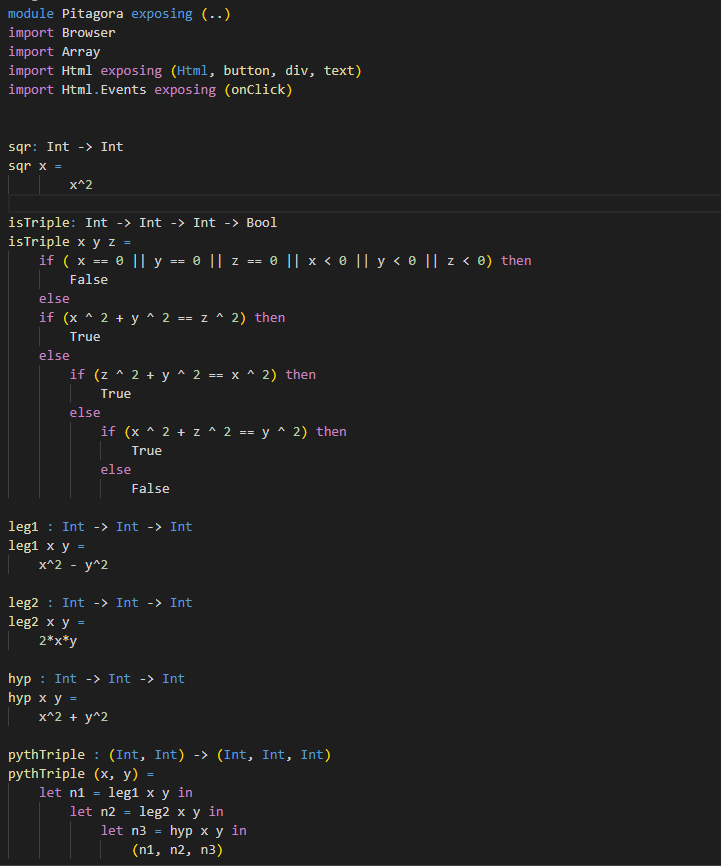 module Pitagora exposing (..)
import Browser
import Array
import Html exposing (Html, button, div, text)
import Html.Events exposing (onClick)
sqr: Int -> Int
sqr x =
        x^2
isTriple: Int -> Int -> Int -> Bool
isTriple x y z =
    if ( x == 0 || y == 0 || z == 0 || x < 0 || y < 0 || z < 0) then
        False
    else
    if (x ^ 2 + y ^ 2 == z ^ 2) then
        True
    else
        if (z ^ 2 + y ^ 2 == x ^ 2) then
            True
        else
            if (x ^ 2 + z ^ 2 == y ^ 2) then
                True
            else
                False
leg1 : Int -> Int -> Int
leg1 x y =
    x^2 - y^2
leg2 : Int -> Int -> Int
leg2 x y =
    2*x*y
hyp : Int -> Int -> Int
hyp x y =
    x^2 + y^2
pythTriple : (Int, Int) -> (Int, Int, Int)
pythTriple (x, y) =
    let n1 = leg1 x y in
        let n2 = leg2 x y in
            let n3 = hyp x y in
                (n1, n2, n3)